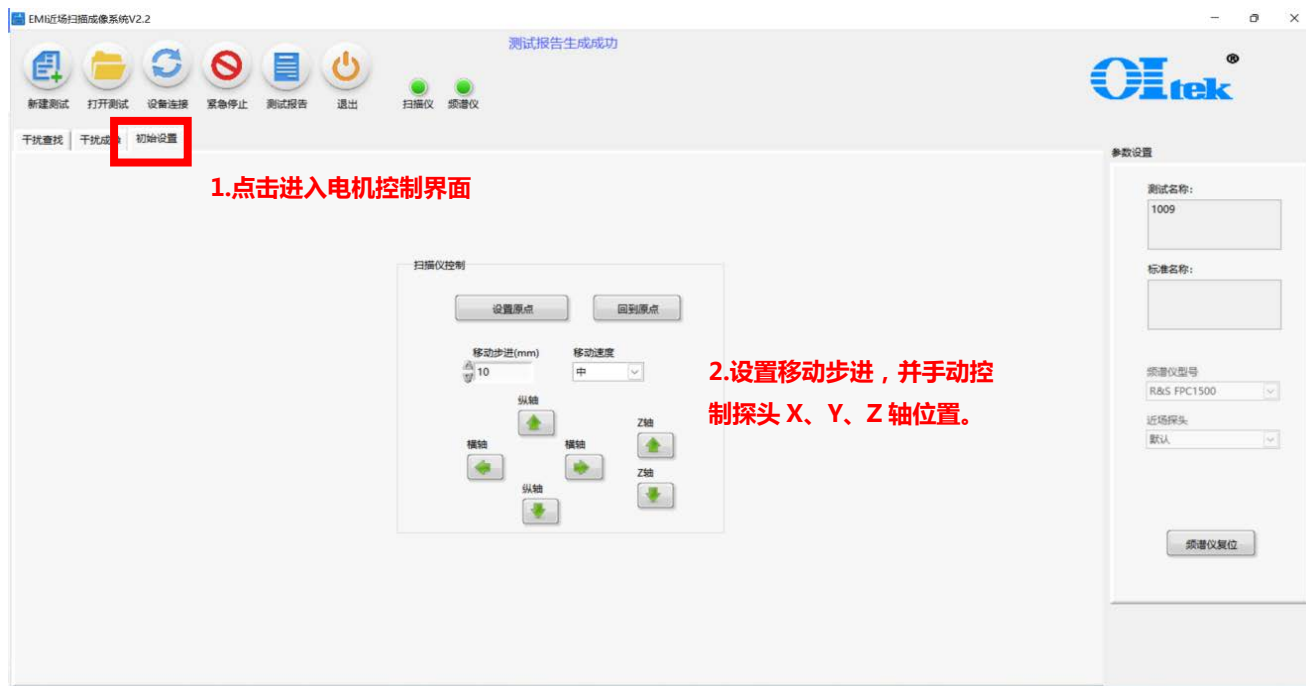 EMI近场扫描成像系统V2.2
测试报告生成成功
OItek®
新建测试 打开测试 设备连接 紧急停止 测试报告 退出 扫描仪 频谱仪
干扰查找 干扰成 初始设置
1.点击进入电机控制界面
扫描仪控制
设置原点 回到原点
移动步进(mm) 移动速度
10 中
纵轴
Z轴
横轴 横轴
Z轴
纵轴
2.设置移动步进，并手动控
制探头 X、Y、Z 轴位置。
参数设置
测试名称：
1009
标准名称：
频谱仪型号
R&S FPC1500
近场探头
默认
频谱仪复位